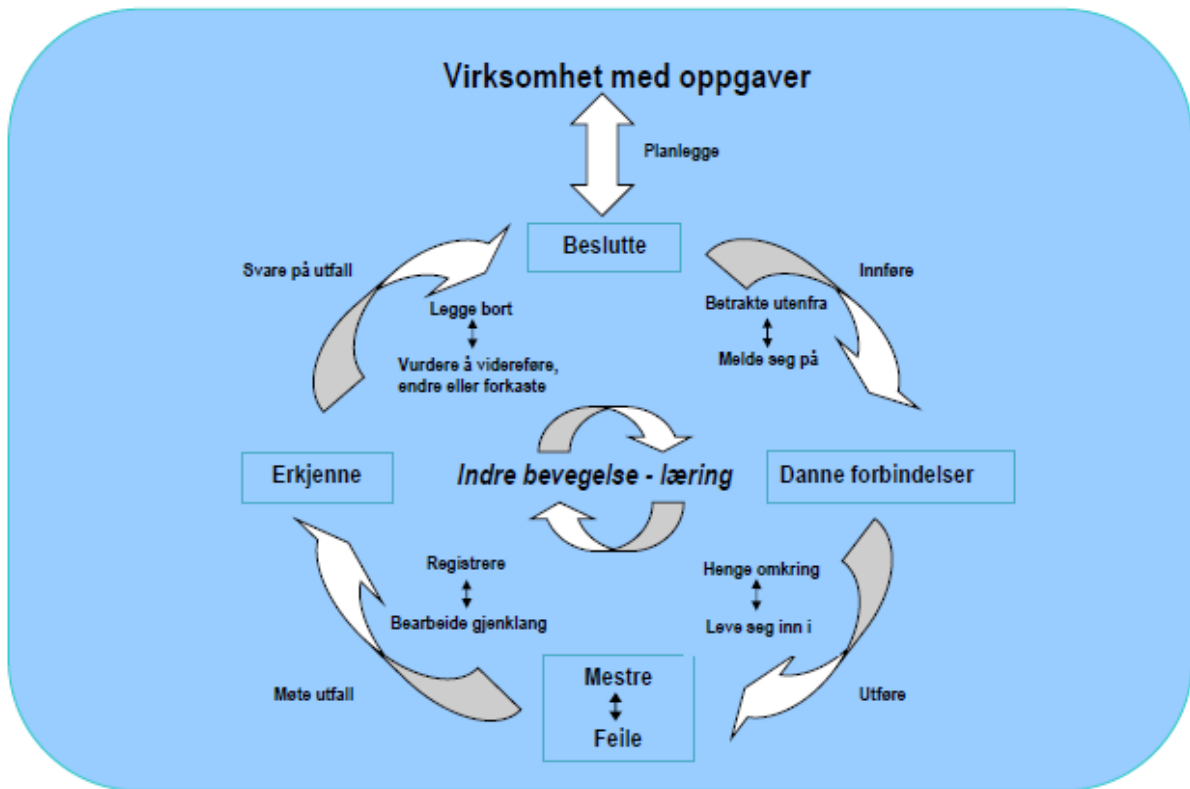 Virksomhet med oppgaver
Planlegge
Beslutte
Svare på utfall
Innføre
Legge bort
Vurdere å videreføre,
endre eller forkaste
Betrakte utenfra
Melde seg på
Erkjenne
Indre bevegelse - læring
Danne forbindelser
Registrere
Bearbeide gjenklang
Henge omkring
Leve seg inn i
Mestre
Feile
Møte utfall
Utføre